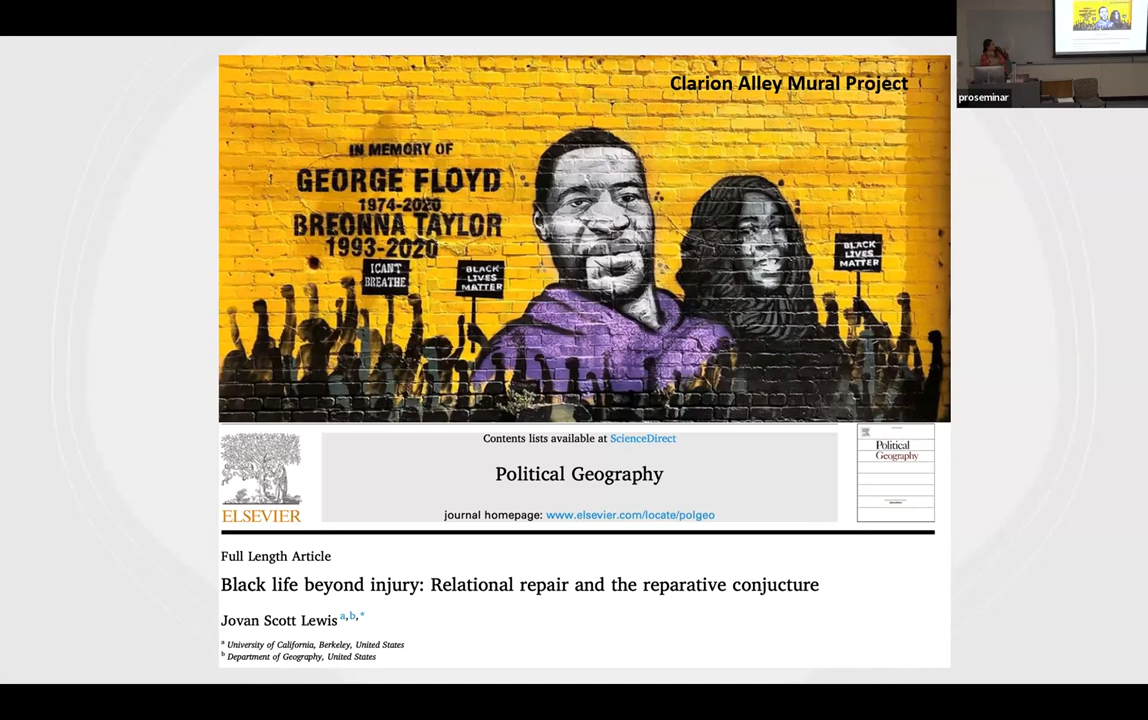 Clarion Alley Mural Project
IN MEMORY OF
GEORGE FLOYD
1974-2020
BREONNA TAYLOR
1993-2020
I CAN'T
BREATHE
BLACK
LIVES
MATTER
BLACK
LIVES
MATTER
proseminar
Contents lists available at ScienceDirect
Political Geography
journal homepage: www.elsevier.com/locate/polgeo
ELSEVIER
Political
Geography
Full Length Article
Black life beyond injury: Relational repair and the reparative conjucture
Jovan Scott Lewis a,b,*
a University of California, Berkeley, United States
b Department of Geography, United States